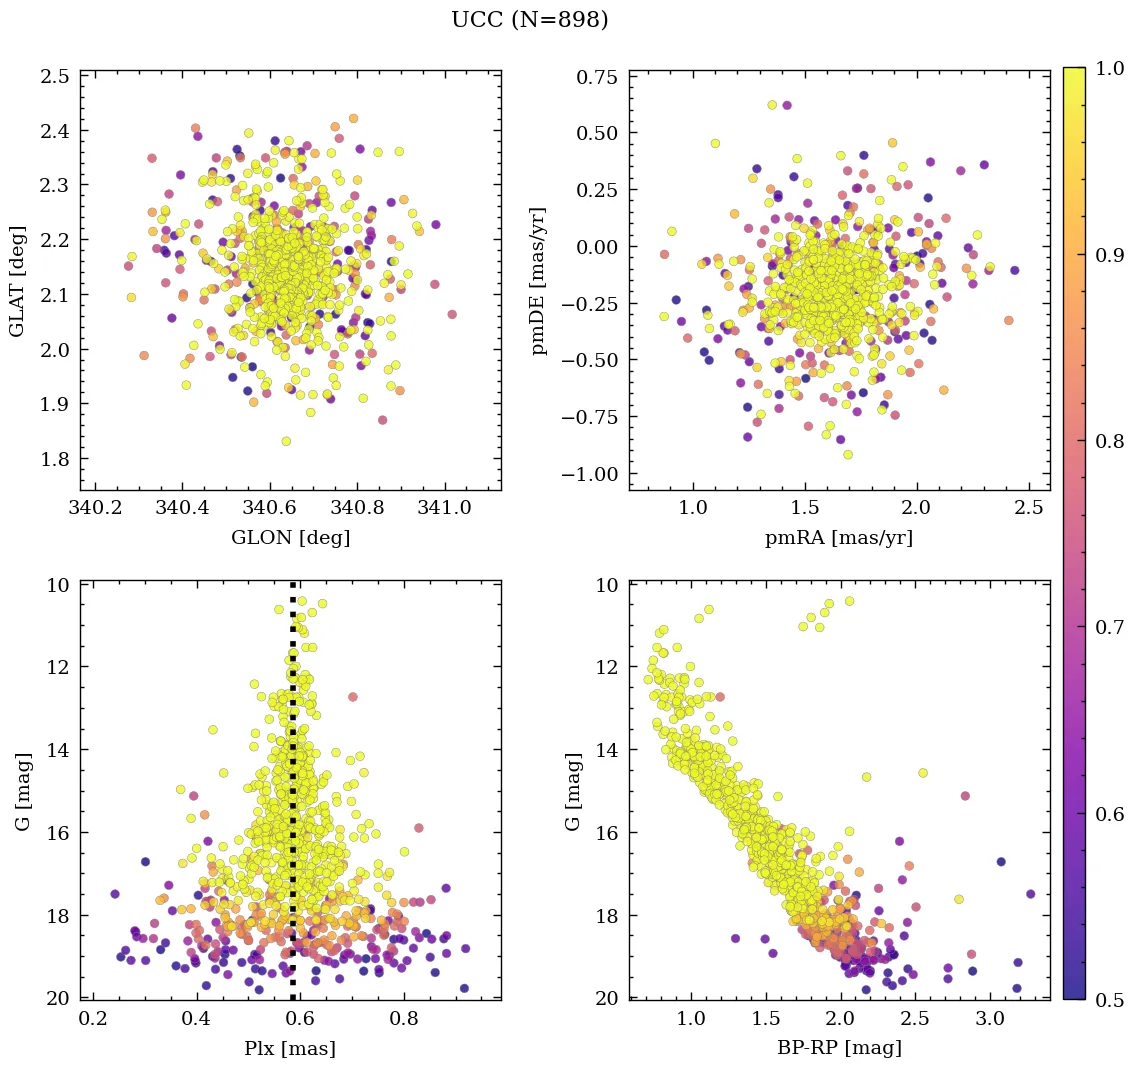 UCC (N=898)
2.5
2.4
2.3
2.2
2.1
2.0
1.9
1.8
GLAT [deg]
340.2 340.4 340.6 340.8 341.0
GLON [deg]
0.75
0.50
0.25
0.00
−0.25
−0.50
−0.75
−1.00
pmDE [mas/yr]
1.0 1.5 2.0 2.5
pmRA [mas/yr]
10
12
14
16
18
20
G [mag]
0.2 0.4 0.6 0.8
Plx [mas]
10
12
14
16
18
20
G [mag]
1.0 1.5 2.0 2.5 3.0
BP-RP [mag]
1.0
0.9
0.8
0.7
0.6
0.5